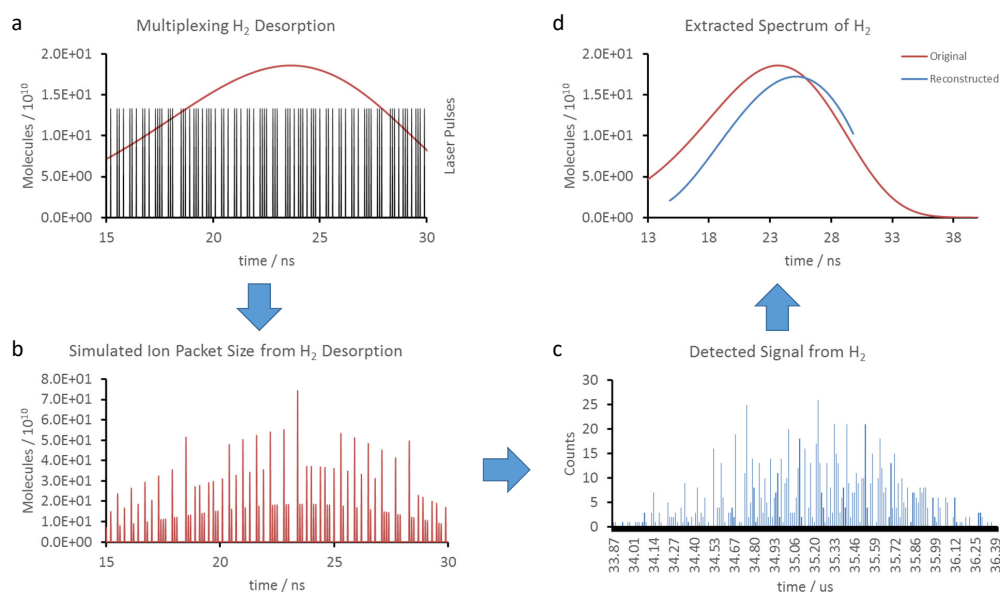 a
Multiplexing H₂ Desorption
2.0E+01
1.5E+01
1.0E+01
5.0E+00
0.0E+00
Molecules / 10¹⁰
Laser Pulses
15 20 25 30
time / ns
d
Extracted Spectrum of H₂
Original
Reconstructed
2.0E+01
1.5E+01
1.0E+01
5.0E+00
0.0E+00
Molecules / 10¹⁰
13 18 23 28 33 38
time / ns
b
Simulated Ion Packet Size from H₂ Desorption
8.0E+01
7.0E+01
6.0E+01
5.0E+01
4.0E+01
3.0E+01
2.0E+01
1.0E+01
0.0E+00
Molecules / 10¹⁰
15 20 25 30
time / ns
c
Detected Signal from H₂
30
25
20
15
10
5
0
Counts
33.87 34.01 34.14 34.27 34.40 34.53 34.67 34.80 34.93 35.06 35.20 35.33 35.46 35.59 35.72 35.86 35.99 36.12 36.25 36.39
time / us